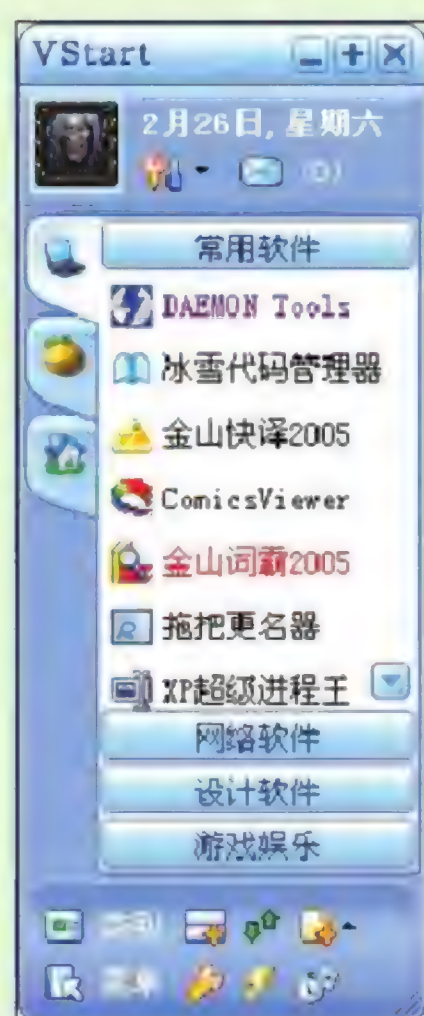 VStart
2月26日, 星期六
常用软件
DAEMON Tools
冰雪代码管理器
金山快译2005
ComicsViewer
金山词霸2005
拖把更名器
XP超级进程王
网络软件
设计软件
游戏娱乐